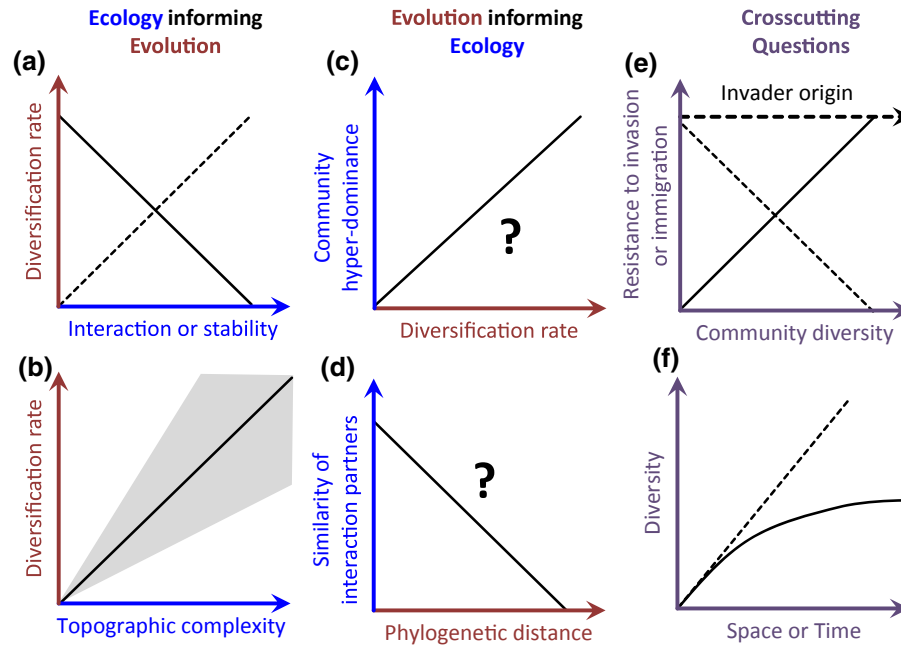 Ecology informing
Evolution
Evolution informing
Ecology
Crosscutting
Questions
(a)
Diversification rate
Interaction or stability
(c)
Community
hyper-dominance
?
Diversification rate
(e)
Resistance to invasion
or immigration
Invader origin
Community diversity
(b)
Diversification rate
Topographic complexity
(d)
Similarity of
interaction partners
?
Phylogenetic distance
(f)
Diversity
Space or Time